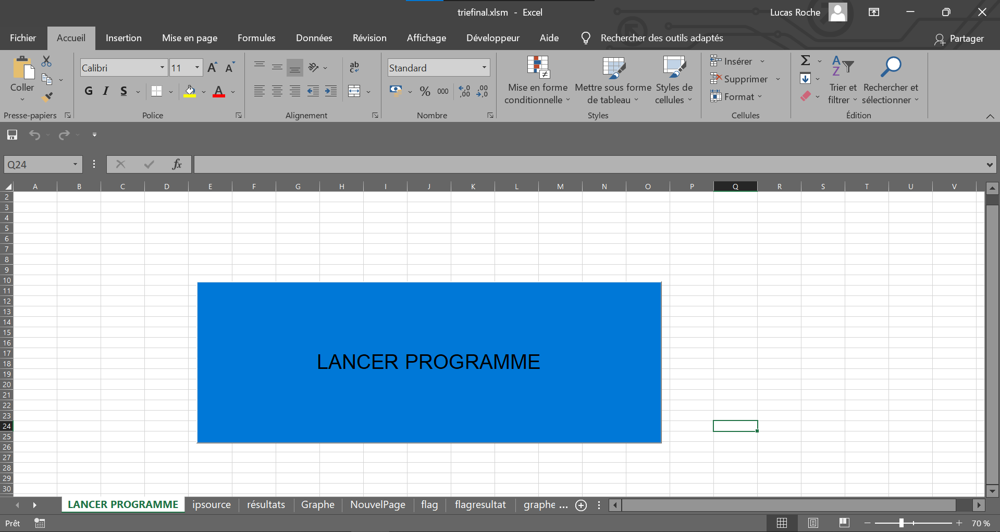 triefinal.xlsm - Excel
Lucas Roche
Fichier Accueil Insertion Mise en page Formules Données Révision Affichage Développeur Aide Rechercher des outils adaptés Partager
Coller
Presse-papiers
Calibri 11
G I S
Police
ab
Alignement
Standard
% 000
Nombre
Mise en forme conditionnelle
Mettre sous forme de tableau
Styles de cellules
Styles
Insérer
Supprimer
Format
Cellules
Trier et filtrer
Rechercher et sélectionner
Édition
Q24
fx
A B C D E F G H I J K L M N O P Q R S T U V
2
3
4
5
6
7
8
9
10
11
12
13
14
15
16
17
18
19
20
21
22
23
24
25
26
27
28
29
30
LANCER PROGRAMME
LANCER PROGRAMME ipsource résultats Graphe NouvelPage flag flagresultat graphe ...
Prêt
70 %